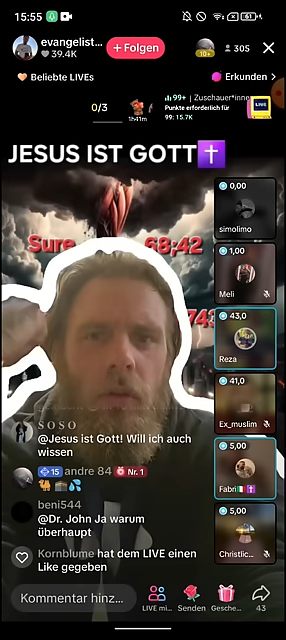 15:55
61
evangelist...
39.4K
+ Folgen
10+
305
Beliebte LIVEs
Erkunden >
0/3
1h41m
99+ | Zuschauer*innen
Punkte erforderlich für
99: 15.7K
LIVE
JESUS IST GOTT✝️
Sure 68:42
0,00
simolimo
1,00
Meli
43,0
Reza
41,0
Ex_muslim
5,00
Fabri🇮🇹✝️
5,00
Christlic...
SOSO
@Jesus ist Gott! Will ich auch
wissen
15 andre 84 Nr. 1
🐪🕋💦
beni544
@Dr. John Ja warum
überhaupt
Kornblume hat dem LIVE einen
Like gegeben
Kommentar hinz...
LIVE mi...
Senden
Gesche...
43